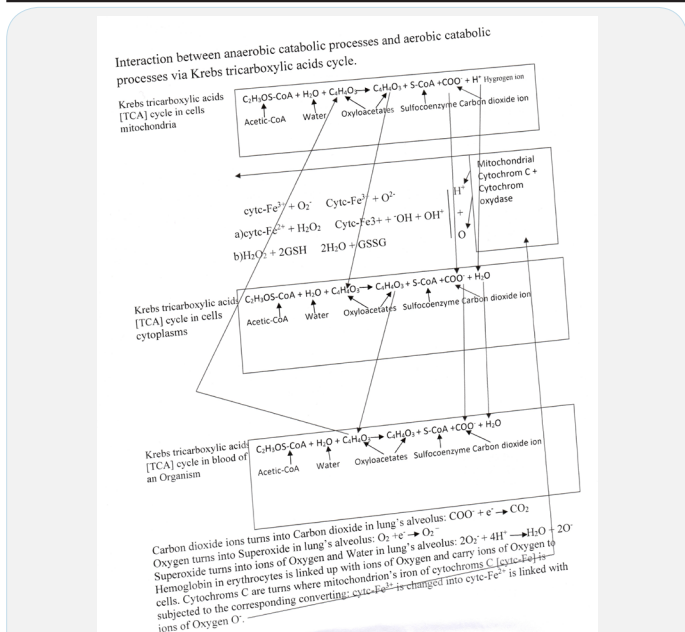 Interaction between anaerobic catabolic processes and aerobic catabolic
processes via Krebs tricarboxylic acids cycle.
Krebs tricarboxylic acids
[TCA] cycle in cells
mitochondria
C₂H₃OS-CoA + H₂O + C₄H₄O₃ → C₄H₄O₃ + S-CoA +COO⁻ + H⁺ Hygrogen ion
Acetic-CoA Water Oxyloacetates Sulfocoenzyme Carbon dioxide ion
Mitochondrial
Cytochrom C +
Cytochrom
oxydase
H⁺
+
O⁻
cytc-Fe³⁺ + O₂⁻ Cytc-Fe³⁺ + O²⁻
a)cytc-Fe²⁺ + H₂O₂ Cytc-Fe3+ + ⁻OH + OH⁺
b)H₂O₂ + 2GSH 2H₂O + GSSG
Krebs tricarboxylic acids
[TCA] cycle in cells
cytoplasms
C₂H₃OS-CoA + H₂O + C₄H₄O₃ → C₄H₄O₃ + S-CoA +COO⁻ + H₂O
Acetic-CoA Water Oxyloacetates Sulfocoenzyme Carbon dioxide ion
Krebs tricarboxylic acids
[TCA] cycle in blood of
an Organism
C₂H₃OS-CoA + H₂O + C₄H₄O₃ → C₄H₄O₃ + S-CoA +COO⁻ + H₂O
Acetic-CoA Water Oxyloacetates Sulfocoenzyme Carbon dioxide ion
Carbon dioxide ions turns into Carbon dioxide in lung's alveolus: COO⁻ + e⁻ → CO₂
Oxygen turns into Superoxide in lung's alveolus: O₂ +e⁻ → O₂⁻
Superoxide turns into ions of Oxygen and Water in lung's alveolus: 2O₂⁻ + 4H⁺ → H₂O + 2O⁻
Hemoglobin in erythrocytes is linked up with ions of Oxygen and carry ions of Oxygen to
cells. Cytochroms C are turns where mitochondrion's iron of cytochroms C [cytc-Fe] is
subjected to the corresponding converting: cytc-Fe³⁺ is changed into cytc-Fe²⁺ is linked with
ions of Oxygen O⁻.